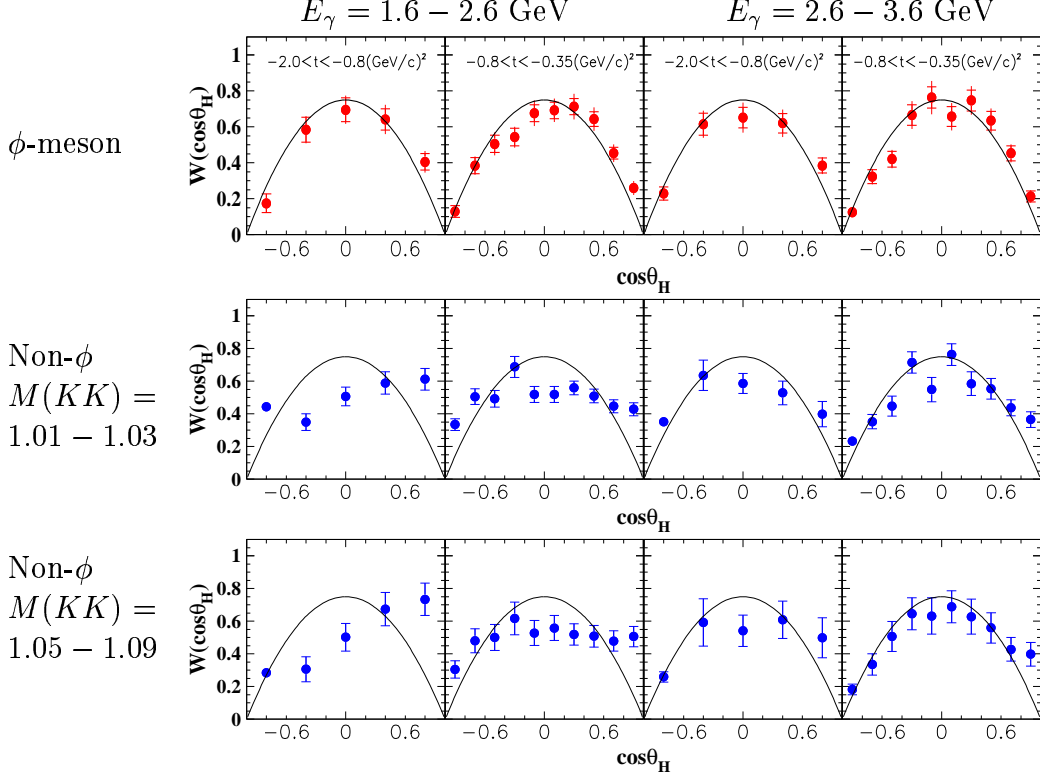 E_γ = 1.6 − 2.6 GeV E_γ = 2.6 − 3.6 GeV
−2.0<t<−0.8(GeV/c)² −0.8<t<−0.35(GeV/c)² −2.0<t<−0.8(GeV/c)² −0.8<t<−0.35(GeV/c)²
ϕ-meson
W(cosθ_H)
1
0.8
0.6
0.4
0.2
0
−0.6 0 0.6 −0.6 0 0.6 −0.6 0 0.6 −0.6 0 0.6
cosθ_H cosθ_H
Non-ϕ
M(KK) =
1.01 − 1.03
W(cosθ_H)
1
0.8
0.6
0.4
0.2
0
−0.6 0 0.6 −0.6 0 0.6 −0.6 0 0.6 −0.6 0 0.6
cosθ_H cosθ_H
Non-ϕ
M(KK) =
1.05 − 1.09
W(cosθ_H)
1
0.8
0.6
0.4
0.2
0
−0.6 0 0.6 −0.6 0 0.6 −0.6 0 0.6 −0.6 0 0.6
cosθ_H cosθ_H